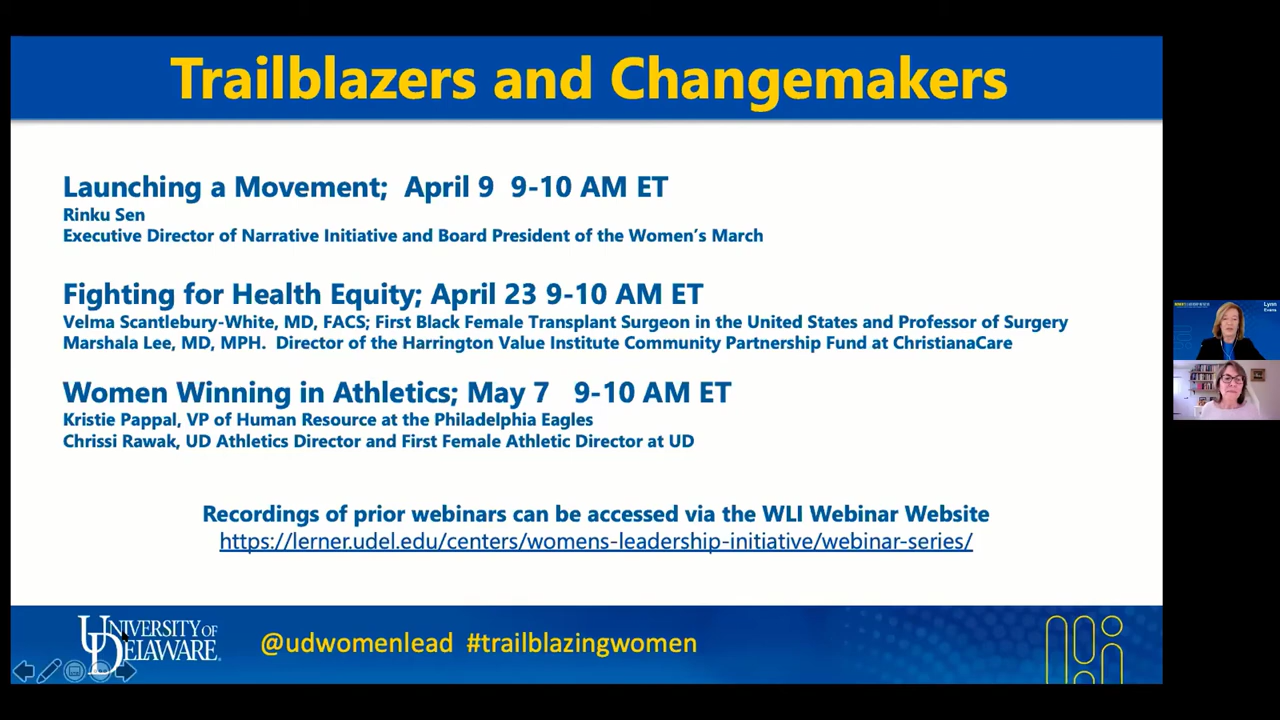 Trailblazers and Changemakers
Launching a Movement;  April 9  9-10 AM ET
Rinku Sen
Executive Director of Narrative Initiative and Board President of the Women's March
Fighting for Health Equity; April 23 9-10 AM ET
Velma Scantlebury-White, MD, FACS; First Black Female Transplant Surgeon in the United States and Professor of Surgery
Marshala Lee, MD, MPH.  Director of the Harrington Value Institute Community Partnership Fund at ChristianaCare
Women Winning in Athletics; May 7   9-10 AM ET
Kristie Pappal, VP of Human Resource at the Philadelphia Eagles
Chrissi Rawak, UD Athletics Director and First Female Athletic Director at UD
Recordings of prior webinars can be accessed via the WLI Webinar Website
https://lerner.udel.edu/centers/womens-leadership-initiative/webinar-series/
UNIVERSITY OF
DELAWARE.
@udwomenlead  #trailblazingwomen
Lynn
Evans